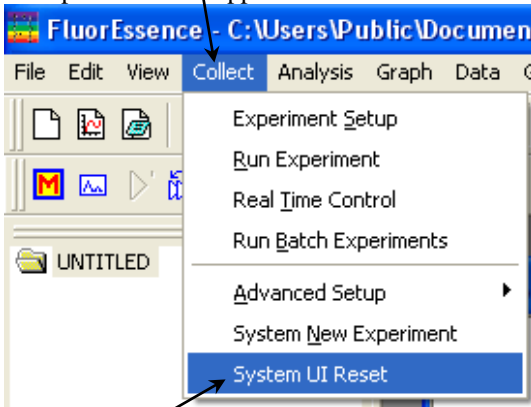 FluorEssence - C:\Users\Public\Documen
File Edit View Collect Analysis Graph Data
Experiment Setup
Run Experiment
Real Time Control
Run Batch Experiments
UNTITLED
Advanced Setup
System New Experiment
System UI Reset